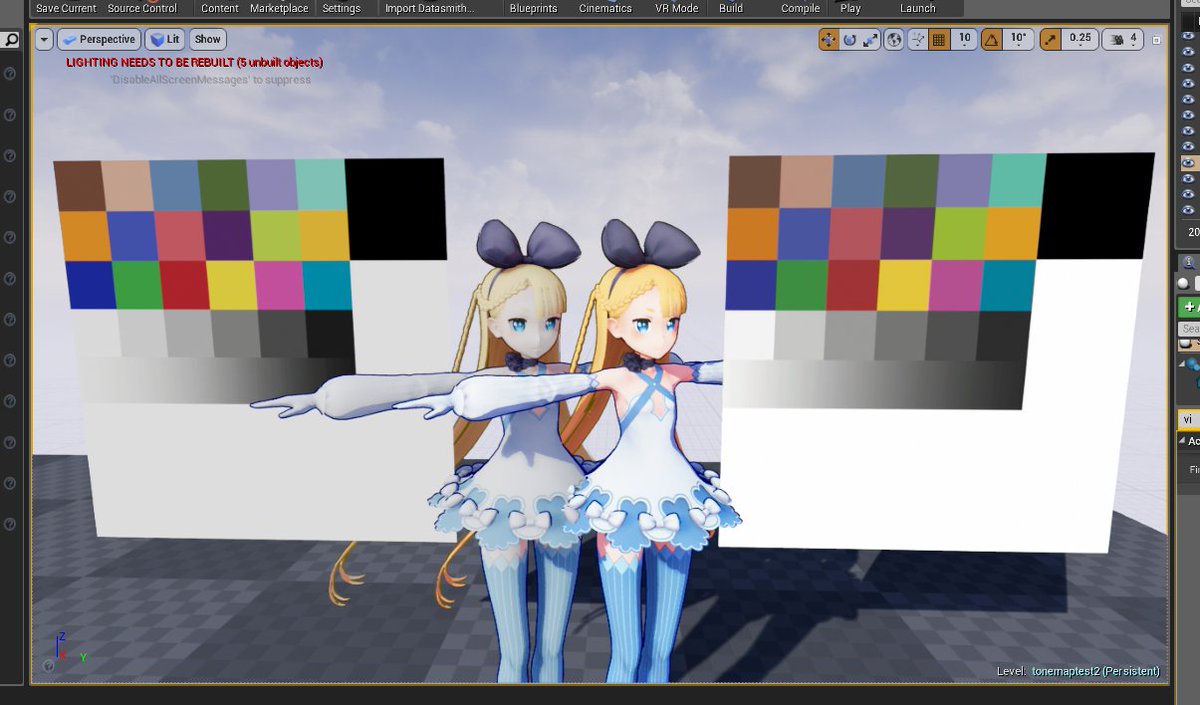 Save Current Source Control Content Marketplace Settings Import Datasmith... Blueprints Cinematics VR Mode Build Compile Play Launch
Perspective Lit Show 10 10° 0.25 4
LIGHTING NEEDS TO BE REBUILT (5 unbuilt objects)
'DisableAllScreenMessages' to suppress
20
Sea
vi
Ac
Fi
Z
X Y
Level: tonemaptest2 (Persistent)